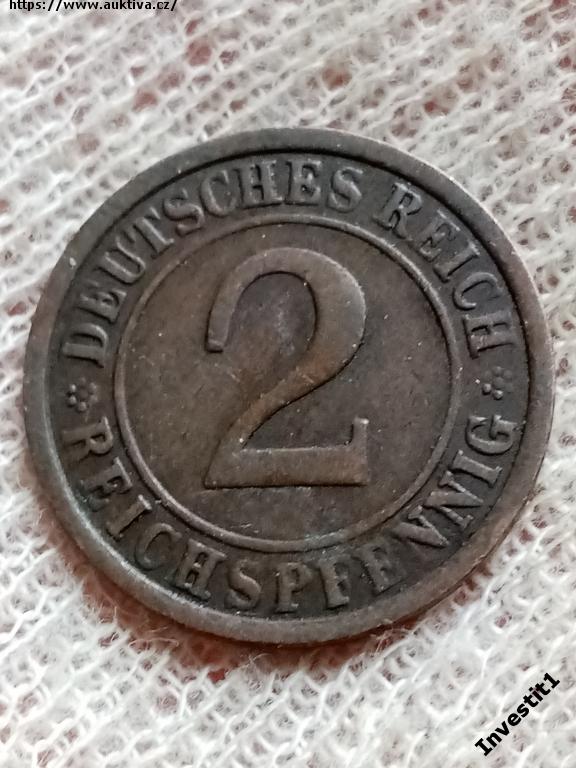 https://www.auktiva.cz/
DEUTSCHES REICH
2
REICHSPFENNIG
Investit1